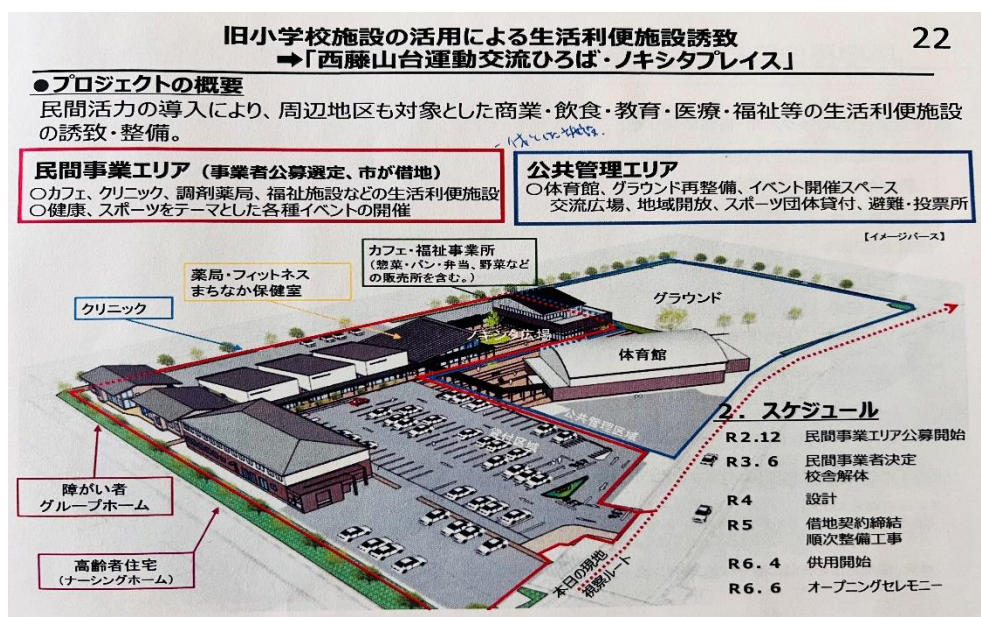 旧小学校施設の活用による生活利便施設誘致
➡「西藤山台運動交流ひろば・ノキシタプレイス」
22
●プロジェクトの概要
民間活力の導入により、周辺地区も対象とした商業・飲食・教育・医療・福祉等の生活利便施設
の誘致・整備。
民間事業エリア（事業者公募選定、市が借地）
○カフェ、クリニック、調剤薬局、福祉施設などの生活利便施設
○健康、スポーツをテーマとした各種イベントの開催
公共管理エリア
○体育館、グラウンド再整備、イベント開催スペース
交流広場、地域開放、スポーツ団体貸付、避難・投票所
【イメージパース】
カフェ・福祉事業所
（惣菜・パン・弁当、野菜など
の販売所を含む。）
薬局・フィットネス
まちなか保健室
クリニック
グラウンド
ノキシタ広場
体育館
公共管理区域
貸付区域
障がい者
グループホーム
高齢者住宅
（ナーシングホーム）
本日の現地
視察ルート
2．スケジュール
R2.12 民間事業エリア公募開始
R3.6 民間事業者決定
校舎解体
R4 設計
R5 借地契約締結
順次整備工事
R6.4 供用開始
R6.6 オープニングセレモニー